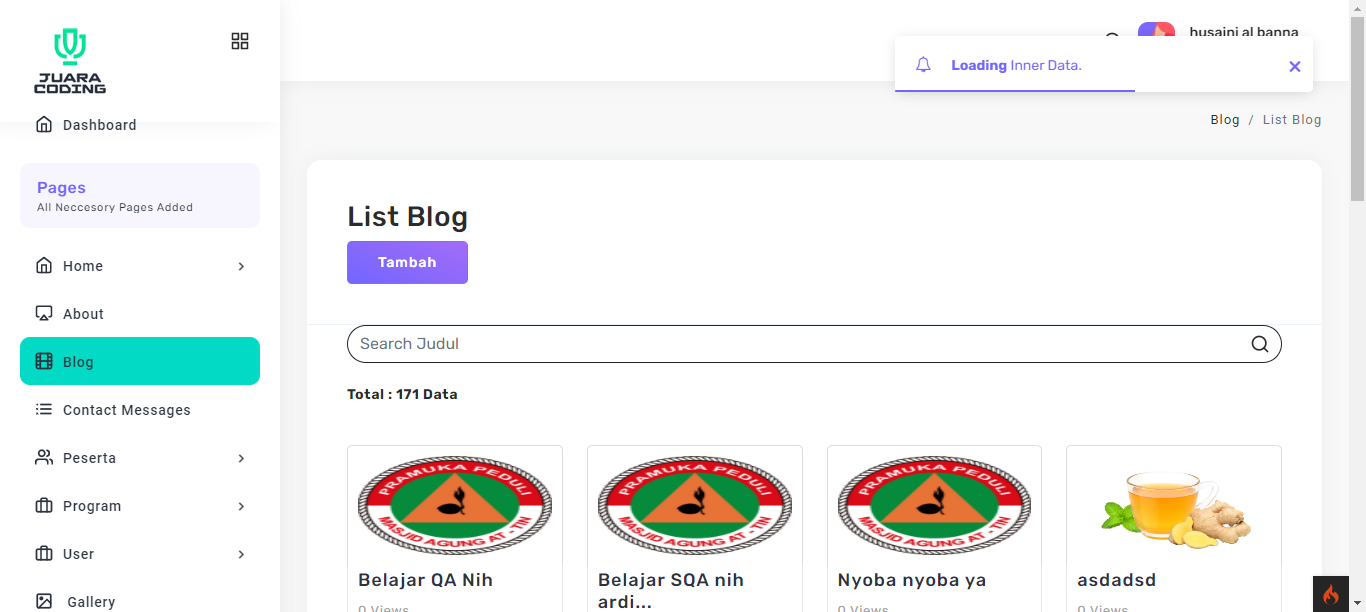 JUARA
CODING
husaini al banna
Loading Inner Data.
Dashboard
Blog / List Blog
Pages
All Neccesory Pages Added
List Blog
Tambah
Home
About
Search Judul
Blog
Total : 171 Data
Contact Messages
Peserta
Program
User
Gallery
PRAMUKA PEDULI
MASJID AGUNG AT - TIN
PRAMUKA PEDULI
MASJID AGUNG AT - TIN
PRAMUKA PEDULI
MASJID AGUNG AT - TIN
Belajar QA Nih
Belajar SQA nih
ardi...
Nyoba nyoba ya
asdadsd
0 Views
0 Views
0 Views